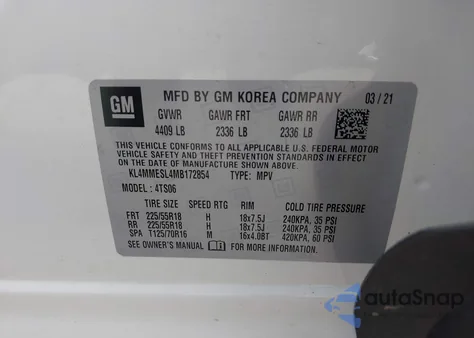 GM
MFD BY GM KOREA COMPANY 03/21
GVWR GAWR FRT GAWR RR
4409 LB 2336 LB 2336 LB
THIS VEHICLE CONFORMS TO ALL APPLICABLE U.S. FEDERAL MOTOR
VEHICLE SAFETY AND THEFT PREVENTION STANDARDS IN EFFECT
ON THE DATE OF MANUFACTURE SHOWN ABOVE.
KL4MMESL4MB172854 TYPE: MPV
MODEL: 4TS06
TIRE SIZE SPEED RTG RIM COLD TIRE PRESSURE
FRT 225/55R18 H 18x7.5J 240KPA, 35 PSI
RR 225/55R18 H 18x7.5J 240KPA, 35 PSI
SPA T125/70R16 M 16x4.0BT 420KPA, 60 PSI
SEE OWNER'S MANUAL FOR MORE INFORMATION.
autoSnap